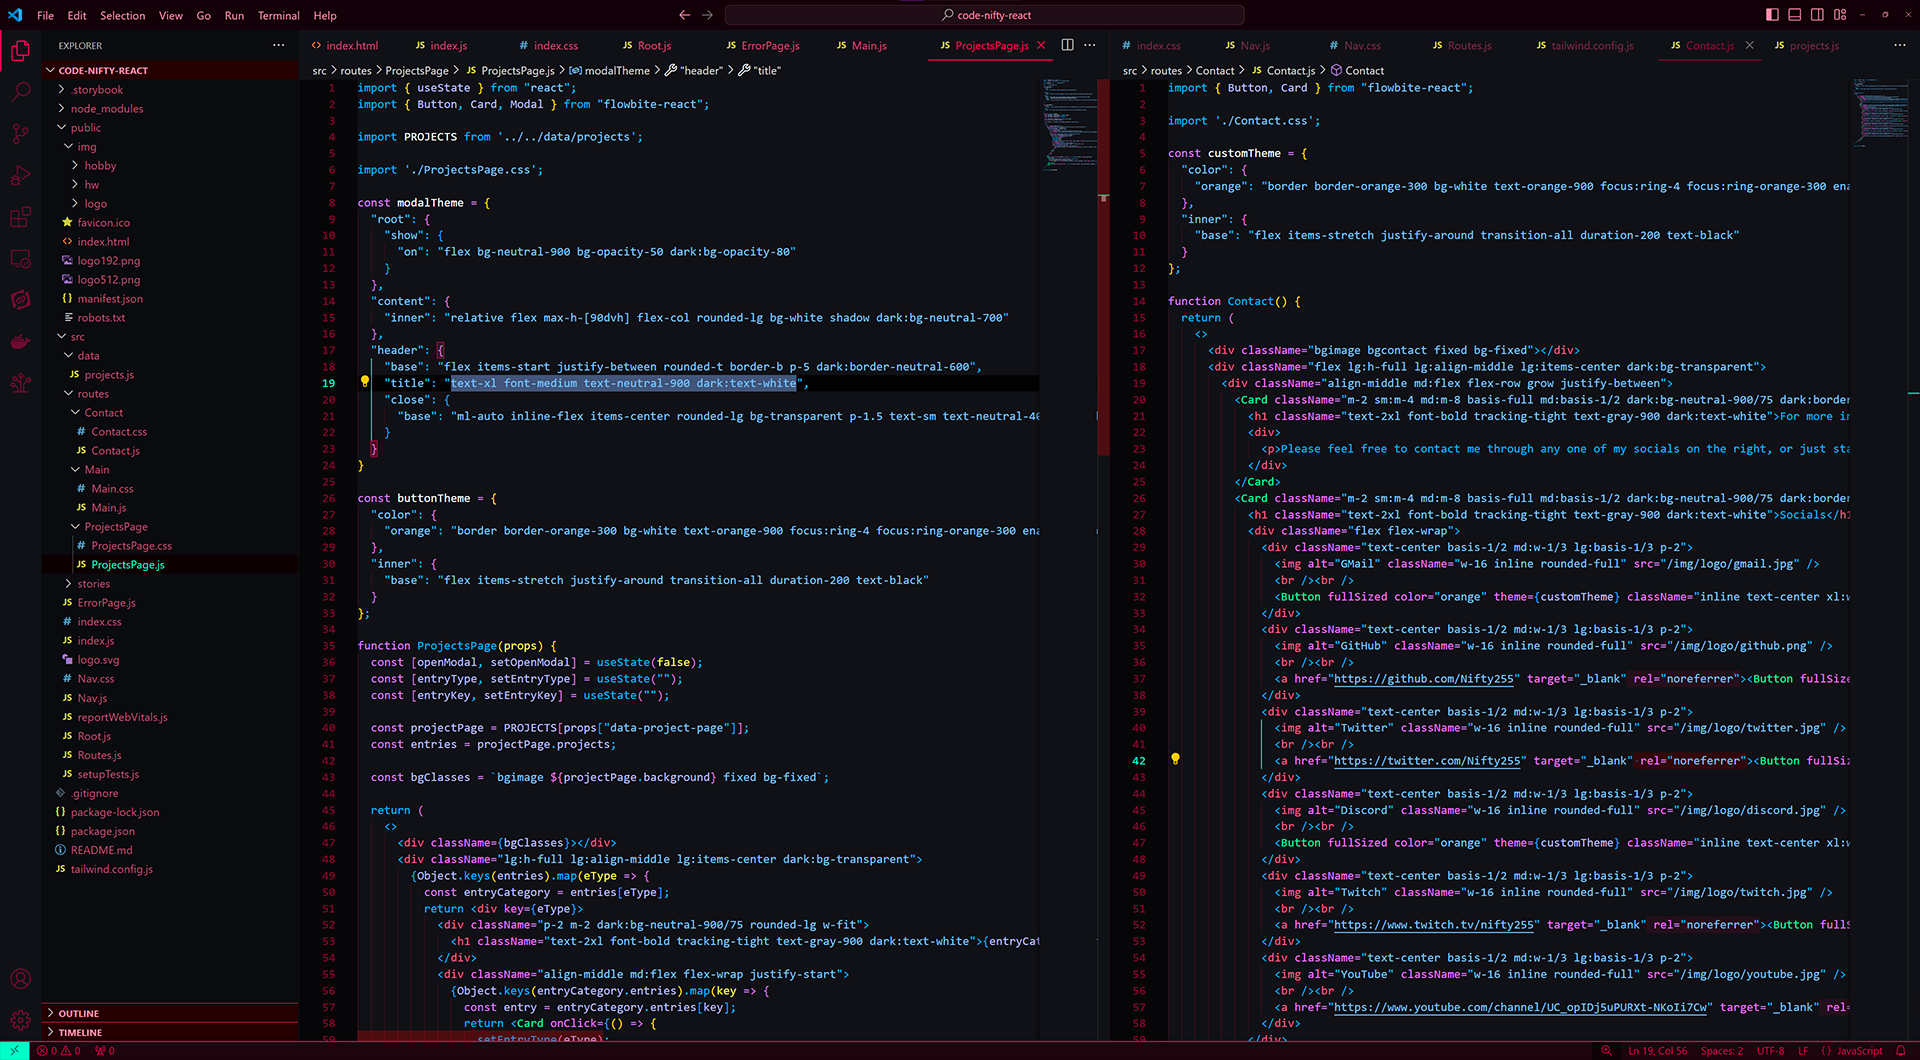 File Edit Selection View Go Run Terminal Help
code-nifty-react
EXPLORER
CODE-NIFTY-REACT
.storybook
node_modules
public
img
hobby
hw
logo
favicon.ico
index.html
logo192.png
logo512.png
manifest.json
robots.txt
src
data
projects.js
routes
Contact
Contact.css
Contact.js
Main
Main.css
Main.js
ProjectsPage
ProjectsPage.css
ProjectsPage.js
stories
ErrorPage.js
index.css
index.js
logo.svg
Nav.css
Nav.js
reportWebVitals.js
Root.js
Routes.js
setupTests.js
.gitignore
package-lock.json
package.json
README.md
tailwind.config.js
OUTLINE
TIMELINE
index.html index.js index.css Root.js ErrorPage.js Main.js ProjectsPage.js
src > routes > ProjectsPage > JS ProjectsPage.js > modalTheme > "header" > "title"
1 import { useState } from "react";
2 import { Button, Card, Modal } from "flowbite-react";
3
4 import PROJECTS from '../../data/projects';
5
6 import './ProjectsPage.css';
7
8 const modalTheme = {
9 "root": {
10 "show": {
11 "on": "flex bg-neutral-900 bg-opacity-50 dark:bg-opacity-80"
12 }
13 },
14 "content": {
15 "inner": "relative flex max-h-[90dvh] flex-col rounded-lg bg-white shadow dark:bg-neutral-700"
16 },
17 "header": {
18 "base": "flex items-start justify-between rounded-t border-b p-5 dark:border-neutral-600",
19 "title": "text-xl font-medium text-neutral-900 dark:text-white",
20 "close": {
21 "base": "ml-auto inline-flex items-center rounded-lg bg-transparent p-1.5 text-sm text-neutral-40
22 }
23 }
24 }
25
26 const buttonTheme = {
27 "color": {
28 "orange": "border border-orange-300 bg-white text-orange-900 focus:ring-4 focus:ring-orange-300 ena
29 },
30 "inner": {
31 "base": "flex items-stretch justify-around transition-all duration-200 text-black"
32 }
33 };
34
35 function ProjectsPage(props) {
36 const [openModal, setOpenModal] = useState(false);
37 const [entryType, setEntryType] = useState("");
38 const [entryKey, setEntryKey] = useState("");
39
40 const projectPage = PROJECTS[props["data-project-page"]];
41 const entries = projectPage.projects;
42
43 const bgClasses = `bgimage ${projectPage.background} fixed bg-fixed`;
44
45 return (
46 <>
47 <div className={bgClasses}></div>
48 <div className="lg:h-full lg:align-middle lg:items-center dark:bg-transparent">
49 {Object.keys(entries).map(eType => {
50 const entryCategory = entries[eType];
51 return <div key={eType}>
52 <div className="p-2 m-2 dark:bg-neutral-900/75 rounded-lg w-fit">
53 <h1 className="text-2xl font-bold tracking-tight text-gray-900 dark:text-white">{entryCat
54 </div>
55 <div className="align-middle md:flex flex-wrap justify-start">
56 {Object.keys(entryCategory.entries).map(key => {
57 const entry = entryCategory.entries[key];
58 return <Card onClick={() => {
59 setEntryType(eType);
index.css Nav.js Nav.css Routes.js tailwind.config.js Contact.js projects.js
src > routes > Contact > JS Contact.js > Contact
1 import { Button, Card } from "flowbite-react";
2
3 import './Contact.css';
4
5 const customTheme = {
6 "color": {
7 "orange": "border border-orange-300 bg-white text-orange-900 focus:ring-4 focus:ring-orange-300 ena
8 },
9 "inner": {
10 "base": "flex items-stretch justify-around transition-all duration-200 text-black"
11 }
12 };
13
14 function Contact() {
15 return (
16 <>
17 <div className="bgimage bgcontact fixed bg-fixed"></div>
18 <div className="flex lg:h-full lg:align-middle lg:items-center dark:bg-transparent">
19 <div className="align-middle md:flex flex-row grow justify-between">
20 <Card className="m-2 sm:m-4 md:m-8 basis-full md:basis-1/2 dark:bg-neutral-900/75 dark:border
21 <h1 className="text-2xl font-bold tracking-tight text-gray-900 dark:text-white">For more in
22 <div>
23 <p>Please feel free to contact me through any one of my socials on the right, or just sta
24 </div>
25 </Card>
26 <Card className="m-2 sm:m-4 md:m-8 basis-full md:basis-1/2 dark:bg-neutral-900/75 dark:border
27 <h1 className="text-2xl font-bold tracking-tight text-gray-900 dark:text-white">Socials</h1
28 <div className="flex flex-wrap">
29 <div className="text-center basis-1/2 md:w-1/3 lg:basis-1/3 p-2">
30 <img alt="GMail" className="w-16 inline rounded-full" src="/img/logo/gmail.jpg" />
31 <br /><br />
32 <Button fullSized color="orange" theme={customTheme} className="inline text-center xl:w
33 </div>
34 <div className="text-center basis-1/2 md:w-1/3 lg:basis-1/3 p-2">
35 <img alt="GitHub" className="w-16 inline rounded-full" src="/img/logo/github.png" />
36 <br /><br />
37 <a href="https://github.com/Nifty255" target="_blank" rel="noreferrer"><Button fullSize
38 </div>
39 <div className="text-center basis-1/2 md:w-1/3 lg:basis-1/3 p-2">
40 <img alt="Twitter" className="w-16 inline rounded-full" src="/img/logo/twitter.jpg" />
41 <br /><br />
42 <a href="https://twitter.com/Nifty255" target="_blank" rel="noreferrer"><Button fullSiz
43 </div>
44 <div className="text-center basis-1/2 md:w-1/3 lg:basis-1/3 p-2">
45 <img alt="Discord" className="w-16 inline rounded-full" src="/img/logo/discord.jpg" />
46 <br /><br />
47 <Button fullSized color="orange" theme={customTheme} className="inline text-center xl:w
48 </div>
49 <div className="text-center basis-1/2 md:w-1/3 lg:basis-1/3 p-2">
50 <img alt="Twitch" className="w-16 inline rounded-full" src="/img/logo/twitch.jpg" />
51 <br /><br />
52 <a href="https://www.twitch.tv/nifty255" target="_blank" rel="noreferrer"><Button fullS
53 </div>
54 <div className="text-center basis-1/2 md:w-1/3 lg:basis-1/3 p-2">
55 <img alt="YouTube" className="w-16 inline rounded-full" src="/img/logo/youtube.jpg" />
56 <br /><br />
57 <a href="https://www.youtube.com/channel/UC_opIDj5uPURXt-NKoIi7Cw" target="_blank" rel=
58 </div>
59
0 0 0 Ln 19, Col 56 Spaces: 2 UTF-8 LF {} JavaScript